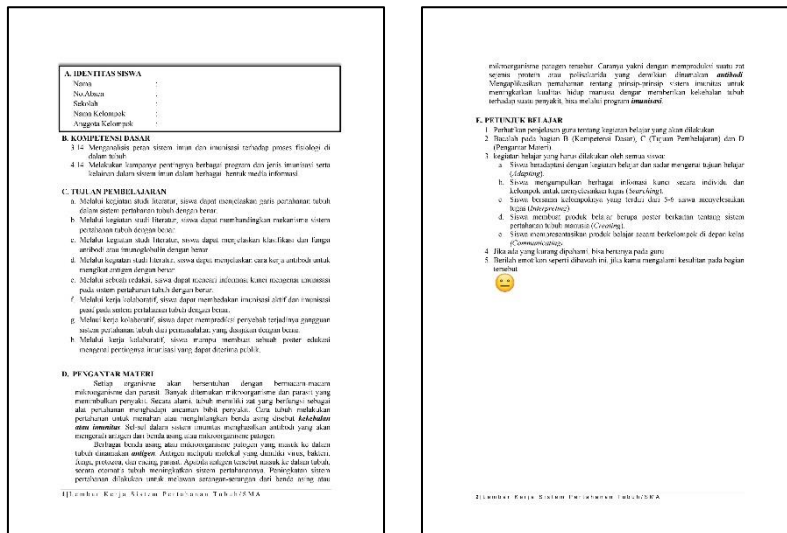 A. IDENTITAS SISWA
Nama :
No.Absen :
Sekolah :
Nama Kelompok :
Anggota Kelompok :
B. KOMPETENSI DASAR
3.14 Menganalisis peran sistem imun dan imunisasi terhadap proses fisiologi di
dalam tubuh
4.14 Melakukan kampanye pentingnya berbagai program dan jenis imunisasi serta
kelainan dalam sistem imun dalam berbagai bentuk media informasi
C. TUJUAN PEMBELAJARAN
a. Melalui kegiatan studi literatur, siswa dapat menjelaskan garis pertahanan tubuh
dalam sistem pertahanan tubuh dengan benar.
b. Melalui kegiatan studi literatur, siswa dapat membandingkan mekanisme sistem
pertahanan tubuh dengan benar.
c. Melalui kegiatan studi literatur, siswa dapat menjelaskan klasifikasi dan fungsi
antibodi atau imunoglobulin dengan benar
d. Melalui kegiatan studi literatur, siswa dapat menjelaskan cara kerja antibodi untuk
mengikat antigen dengan benar
e. Melalui sebuah redaksi, siswa dapat mencari informasi kunci mengenai imunisasi
pada sistem pertahanan tubuh dengan benar.
f. Melalui kerja kolaboratif, siswa dapat membedakan imunisasi aktif dan imunisasi
pasif pada sistem pertahanan tubuh dengan benar.
g. Melaui kerja kolaboratif, siswa dapat memprediksi penyebab terjadinya gangguan
sistem pertahanan tubuh dari permasalahan yang disajikan dengan benar.
h. Melalui kerja kolaboratif, siswa mampu membuat sebuah poster edukasi
mengenai pentingnya imunisasi yang dapat diterima publik.
D. PENGANTAR MATERI
Setiap organisme akan bersentuhan dengan bermacam-macam
mikroorganisme dan parasit. Banyak ditemukan mikroorganisme dan parasit yang
menimbulkan penyakit. Secara alami, tubuh memiliki zat yang berfungsi sebagai
alat pertahanan menghadapi ancaman bibit penyakit. Cara tubuh melakukan
pertahanan untuk menahan atau menghilangkan benda asing disebut kekebalan
atau imunitas. Sel-sel dalam sistem imunitas menghasilkan antibodi yang akan
mengenali antigen dari benda asing atau mikroorganisme patogen.
Berbagai benda asing atau mikroorganisme patogen yang masuk ke dalam
tubuh dinamakan antigen. Antigen meliputi molekul yang dimiliki virus, bakteri,
fungi, protozoa, dan cacing parasit. Apabila antigen tersebut masuk ke dalam tubuh,
secara otomatis tubuh meningkatkan sistem pertahanannya. Peningkatan sistem
pertahanan dilakukan untuk melawan serangan-serangan dari benda asing atau
1|Lembar Kerja Sistem Pertahanan Tubuh/SMA
mikroorganisme patogen tersebut. Caranya yakni dengan memproduksi suatu zat
sejenis protein atau polisakarida yang demikian dinamakan antibodi.
Mengaplikasikan pemahaman tentang prinsip-prinsip sistem imunitas untuk
meningkatkan kualitas hidup manusia dengan memberikan kekebalan tubuh
terhadap suatu penyakit, bisa melalui program imunisasi.
E. PETUNJUK BELAJAR
1 Perhatikan penjelasan guru tentang kegiatan belajar yang akan dilakukan
2 Bacalah pada bagian B (Kompetensi Dasar), C (Tujuan Pembelajaran) dan D
(Pengantar Materi).
3. kegiatan belajar yang harus dilakukan oleh semua siswa:
a. Siswa beradaptasi dengan kegiatan belajar dan sadar mengenai tujuan belajar
(Adapting).
b. Siswa mengumpulkan berbagai infomasi kunci secara individu dan
kelompok untuk menyelesaikan tugas (Searching).
c. Siswa bersama kelompoknya yang terdiri dari 5-6 siswa menyelesaikan
tugas (Interpreting)
d. Siswa membuat produk belajar berupa poster berkaitan tentang sistem
pertahanan tubuh manusia (Creating).
e. Siswa mempresentasikan produk belajar secara berkelompok di depan kelas
(Communicating).
4 Jika ada yang kurang dipahami, bisa bertanya pada guru
5 Berilah emotikon seperti dibawah ini, jika kamu mengalami kesulitan pada bagian
tersebut
2|Lembar Kerja Sistem Pertahanan Tubuh/SMA